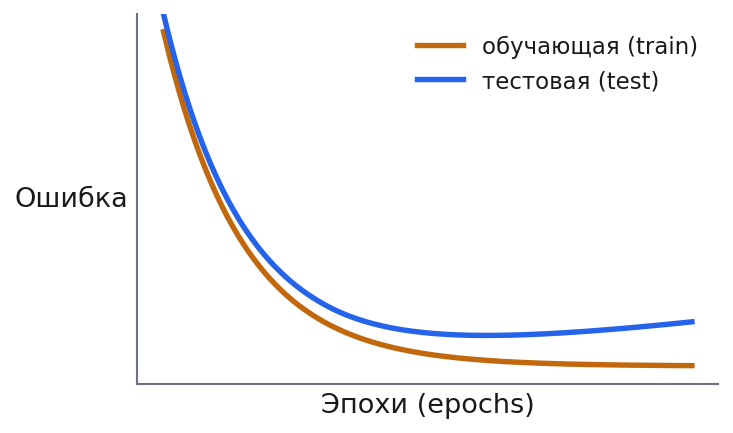 обучающая (train)
тестовая (test)
Ошибка
Эпохи (epochs)